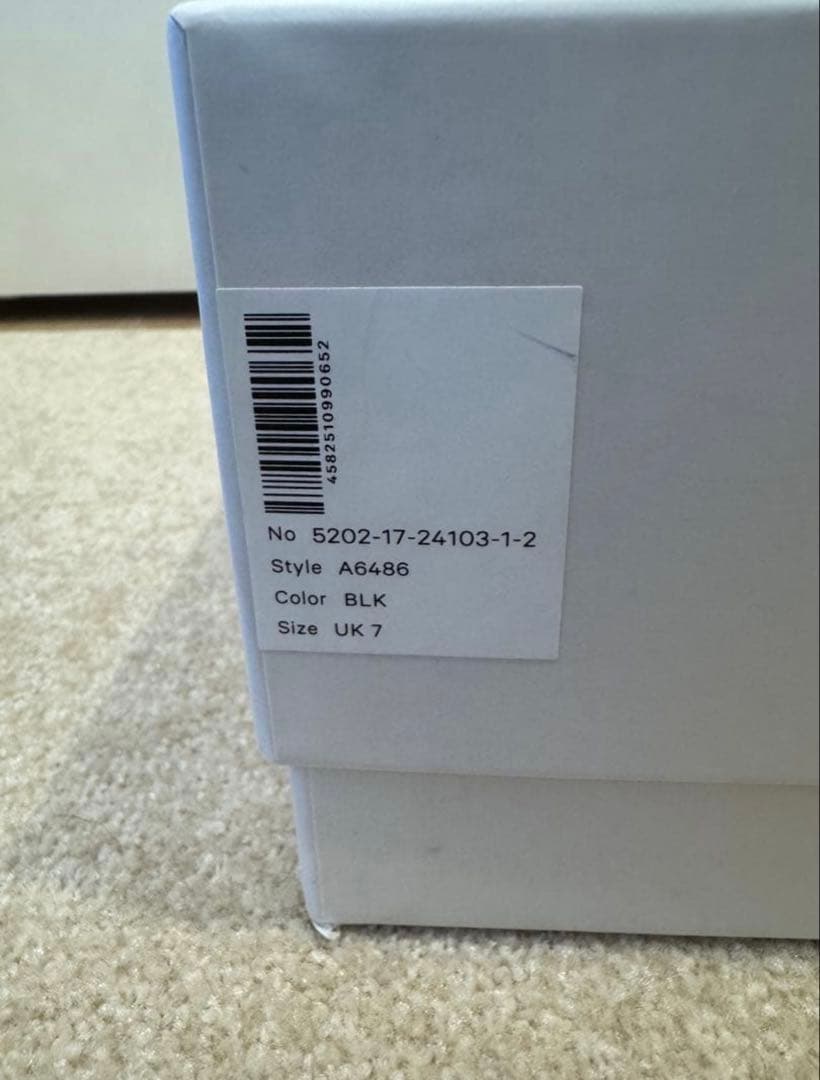 4582510990652
No 5202-17-24103-1-2
Style A6486
Color BLK
Size UK 7